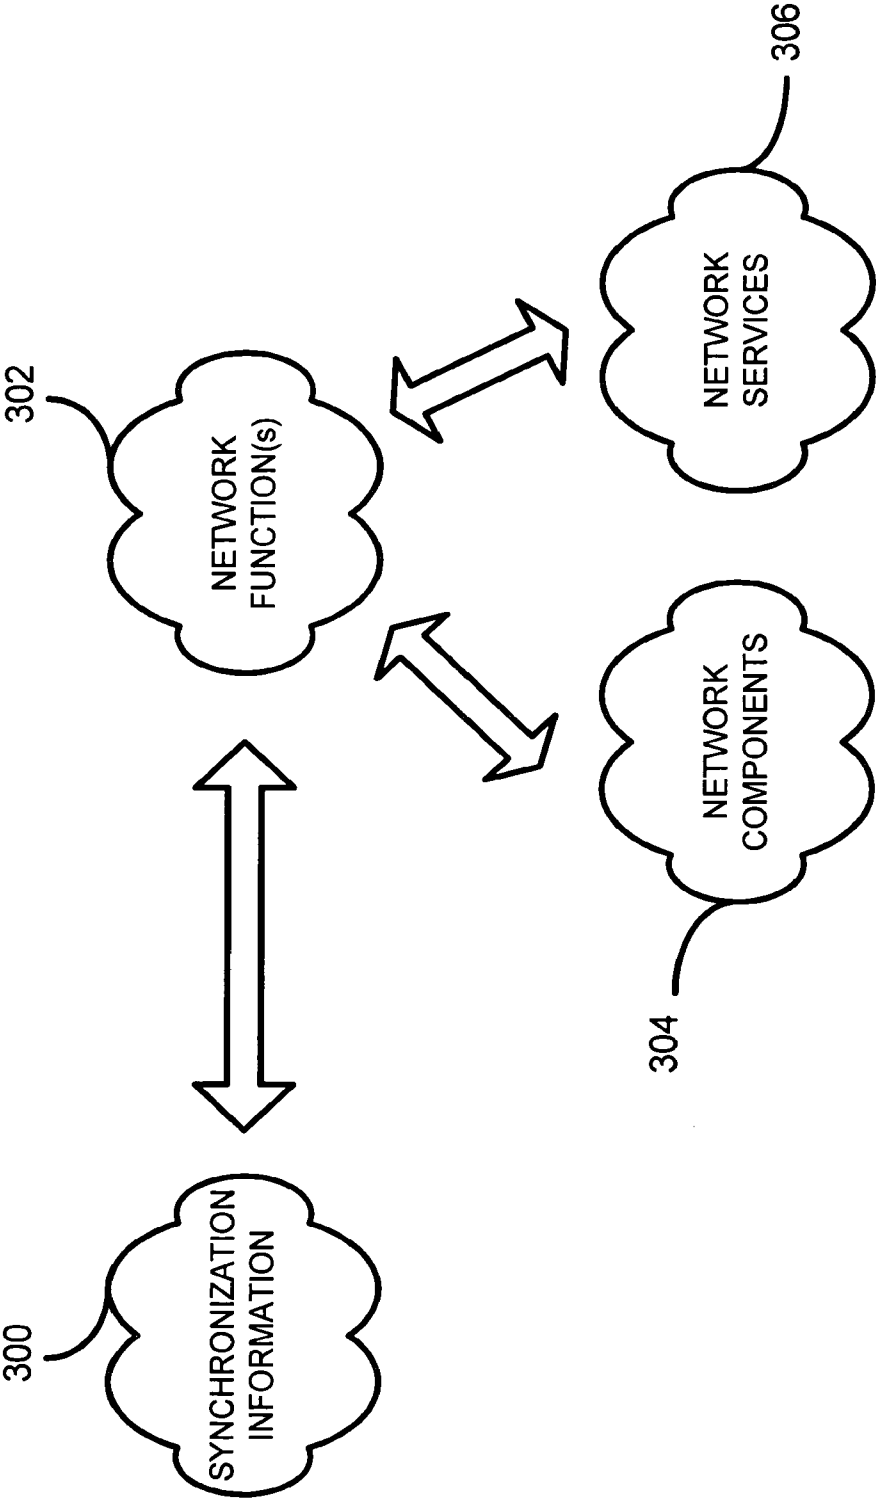 300
SYNCHRONIZATION
INFORMATION
302
NETWORK
FUNCTION(s)
304
NETWORK
COMPONENTS
306
NETWORK
SERVICES